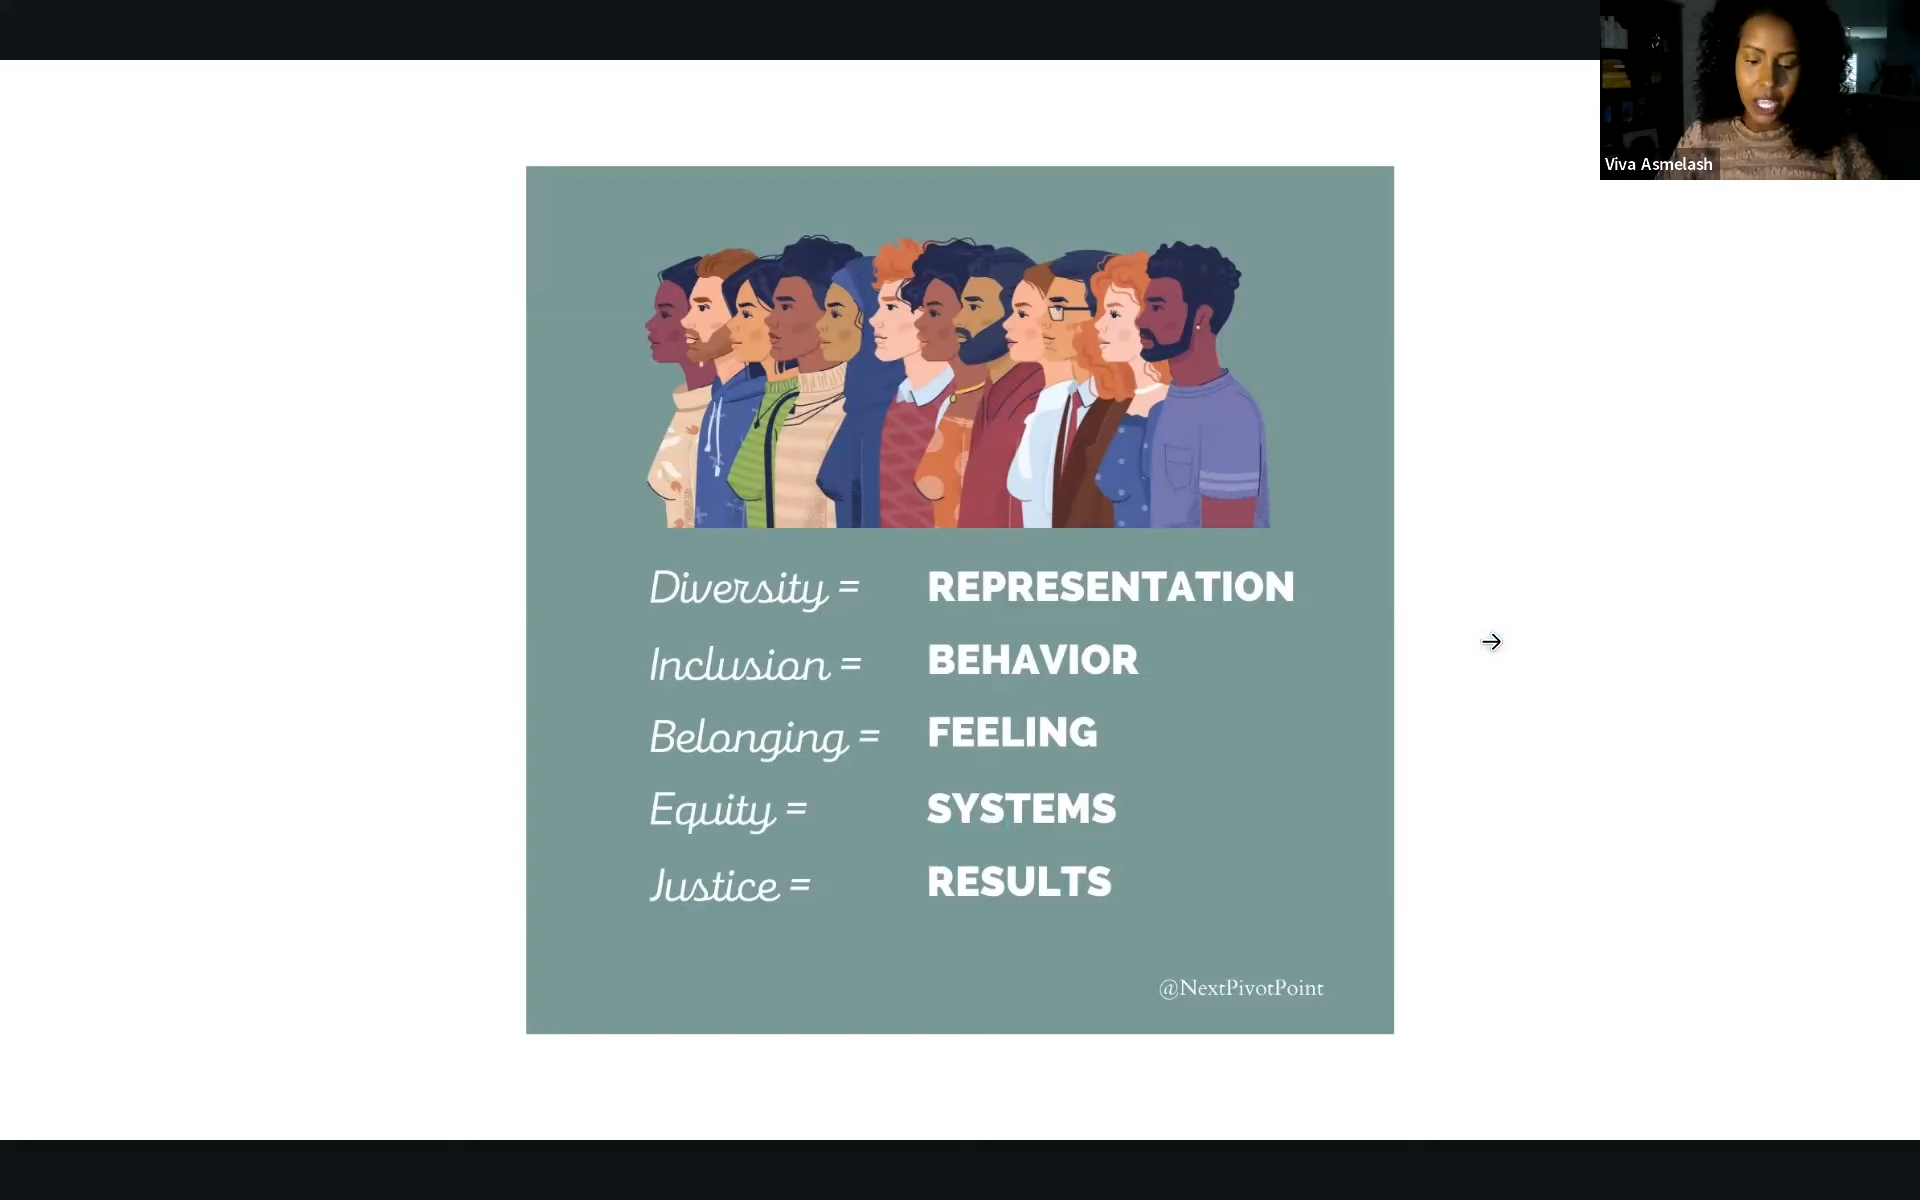 Viva Asmelash
Diversity = REPRESENTATION
Inclusion = BEHAVIOR
Belonging = FEELING
Equity = SYSTEMS
Justice = RESULTS
@NextPivotPoint